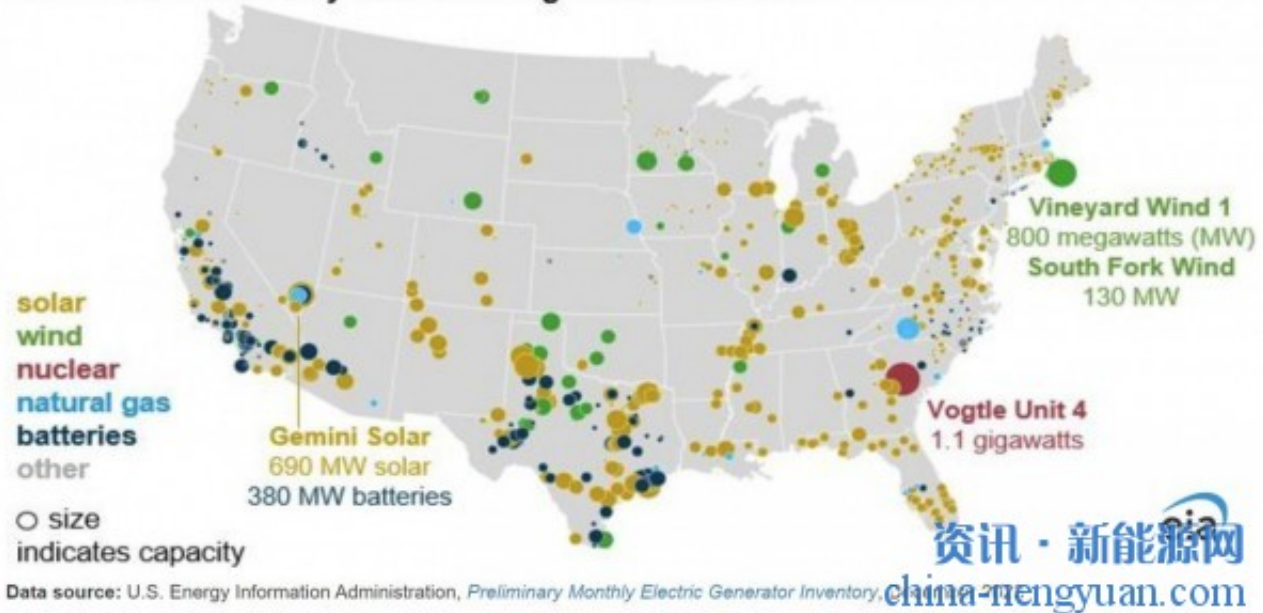 Vineyard Wind 1
800 megawatts (MW)
South Fork Wind
130 MW
solar
wind
nuclear
natural gas
batteries
other
Vogtle Unit 4
1.1 gigawatts
Gemini Solar
690 MW solar
380 MW batteries
size
indicates capacity
eia
资讯·新能源网
Data source: U.S. Energy Information Administration, Preliminary Monthly Electric Generator Inventory,
china-nengyuan.com